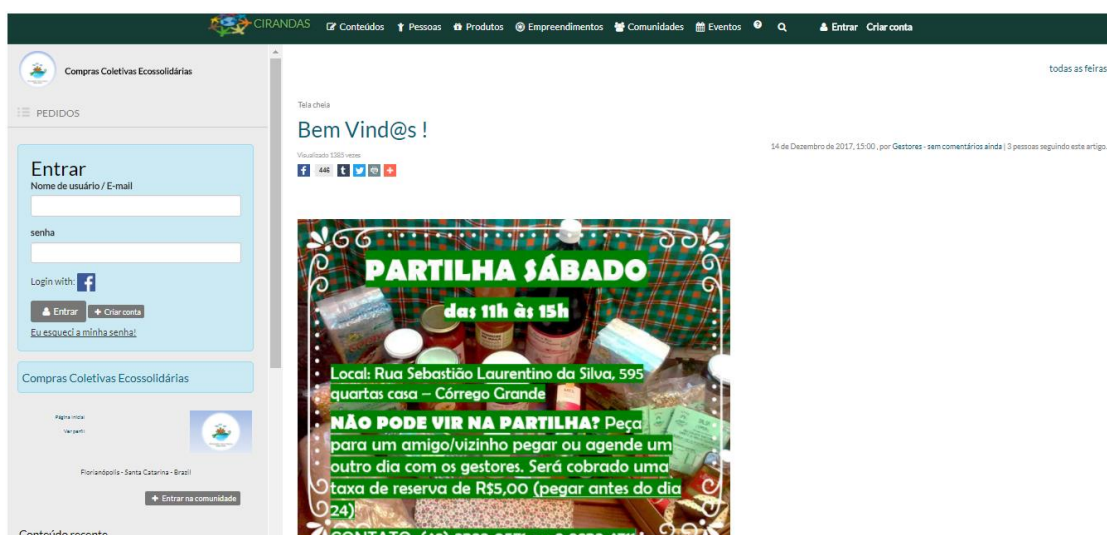 CIRANDAS Conteúdos Pessoas Produtos Empreendimentos Comunidades Eventos Entrar Criar conta
Compras Coletivas Ecossolidárias
PEDIDOS
Entrar
Nome de usuário / E-mail
senha
Login with:
Entrar + Criar conta
Eu esqueci a minha senha!
Compras Coletivas Ecossolidárias
Página inicial
Ver perfil
Florianópolis - Santa Catarina - Brazil
+ Entrar na comunidade
Conteúdo recente
todas as feiras
Tela cheia
Bem Vind@s !
14 de Dezembro de 2017, 15:00 , por Gestores - sem comentários ainda | 3 pessoas seguindo este artigo.
Visualizado 1385 vezes
446
PARTILHA SÁBADO
das 11h às 15h
Local: Rua Sebastião Laurentino da Silva, 595
quartas casa – Córrego Grande
NÃO PODE VIR NA PARTILHA? Peça
para um amigo/vizinho pegar ou agende um
outro dia com os gestores. Será cobrado uma
taxa de reserva de R$5,00 (pegar antes do dia
24)
CONTATO: